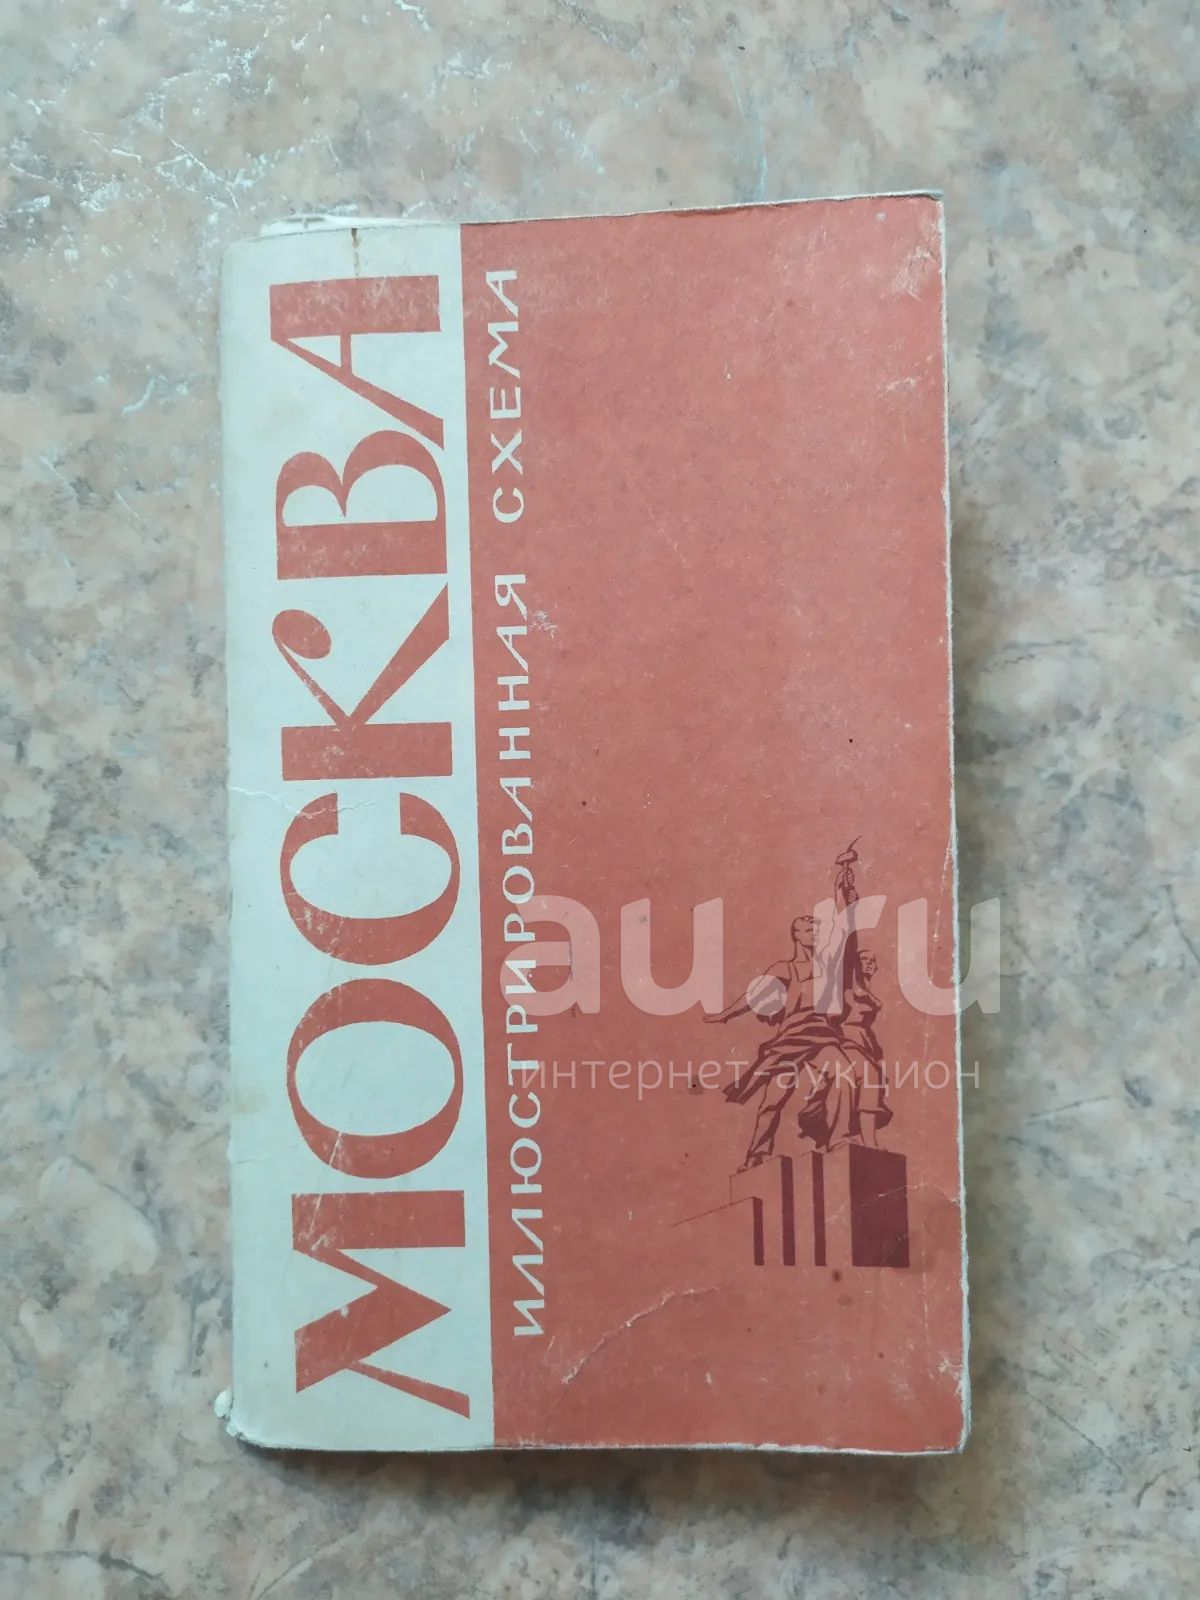 МОСКВА
ИЛЛЮСТРИРОВАННАЯ СХЕМА
au.ru
интернет-аукцион